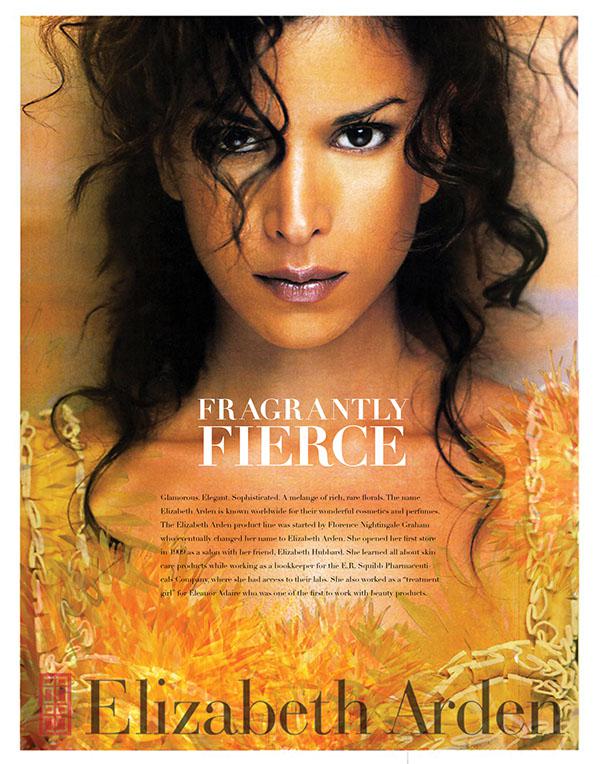 FRAGRANTLY
FIERCE
Glamorous. Elegant. Sophisticated. A melange of rich, rare florals. The name
Elizabeth Arden is known worldwide for their wonderful cosmetics and perfumes.
The Elizabeth Arden product line was started by Florence Nightingale Graham
who eventually changed her name to Elizabeth Arden. She opened her first store
in 1909 as a salon with her friend, Elizabeth Hubbard. She learned all about skin
care products while working as a bookkeeper for the E.R. Squibb Pharmaceuti-
cals Company, where she had access to their labs. She also worked as a “treatment
girl” for Eleanor Adaire who was one of the first to work with beauty products.
Elizabeth Arden